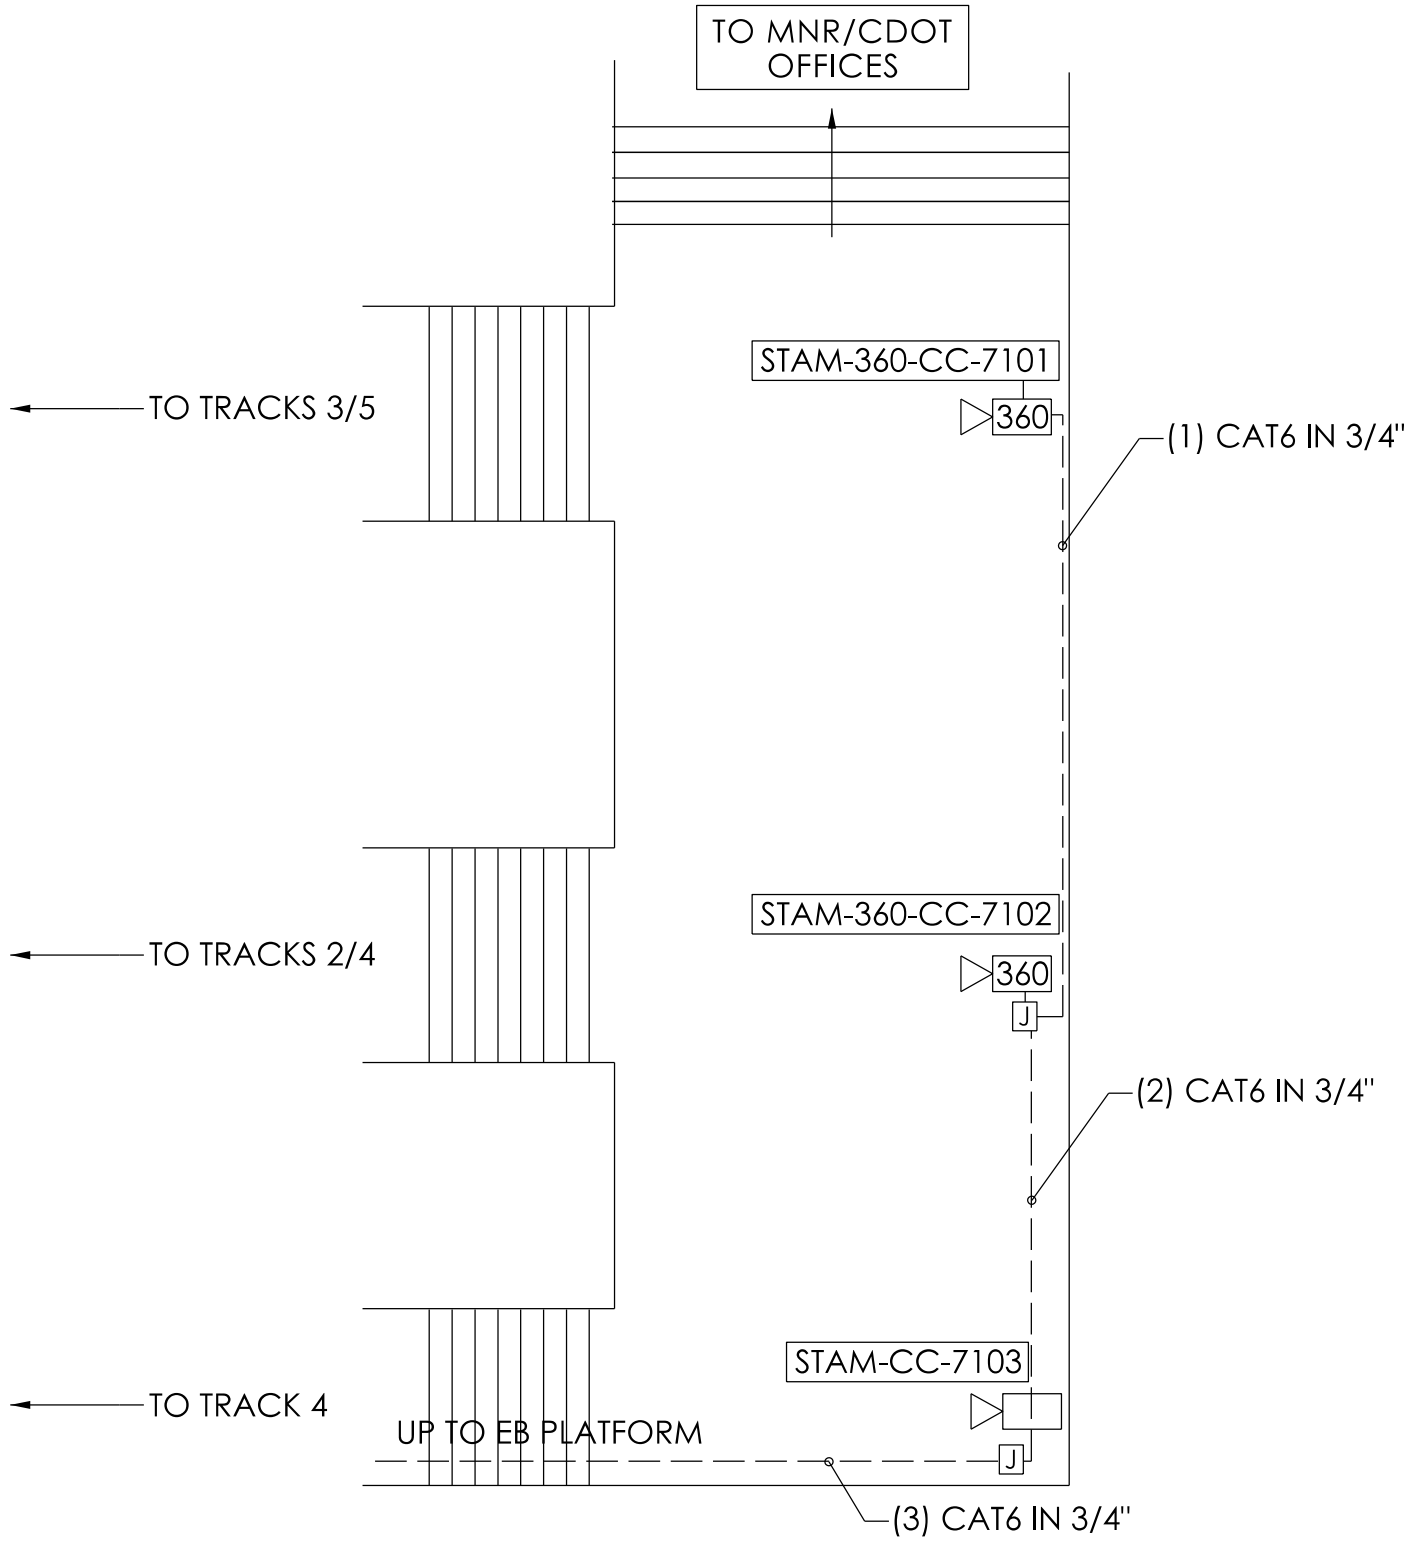 TO MNR/CDOT
OFFICES
STAM-360-CC-7101
TO TRACKS 3/5
360
(1) CAT6 IN 3/4"
STAM-360-CC-7102
TO TRACKS 2/4
360
J
(2) CAT6 IN 3/4"
STAM-CC-7103
TO TRACK 4
UP TO EB PLATFORM
J
(3) CAT6 IN 3/4"